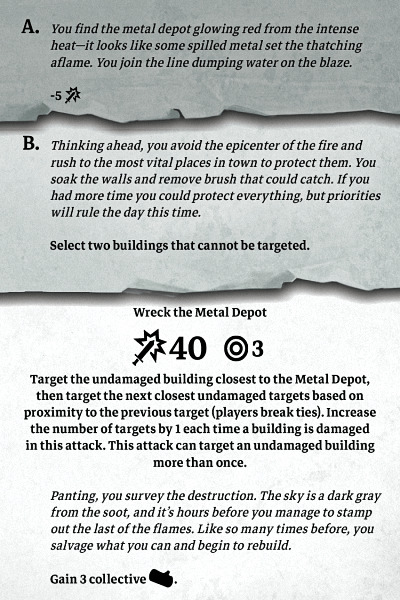 A. You find the metal depot glowing red from the intense
heat—it looks like some spilled metal set the thatching
aflame. You join the line dumping water on the blaze.
-5
B. Thinking ahead, you avoid the epicenter of the fire and
rush to the most vital places in town to protect them. You
soak the walls and remove brush that could catch. If you
had more time you could protect everything, but priorities
will rule the day this time.
Select two buildings that cannot be targeted.
Wreck the Metal Depot
40 3
Target the undamaged building closest to the Metal Depot,
then target the next closest undamaged targets based on
proximity to the previous target (players break ties). Increase
the number of targets by 1 each time a building is damaged
in this attack. This attack can target an undamaged building
more than once.
Panting, you survey the destruction. The sky is a dark gray
from the soot, and it's hours before you manage to stamp
out the last of the flames. Like so many times before, you
salvage what you can and begin to rebuild.
Gain 3 collective .